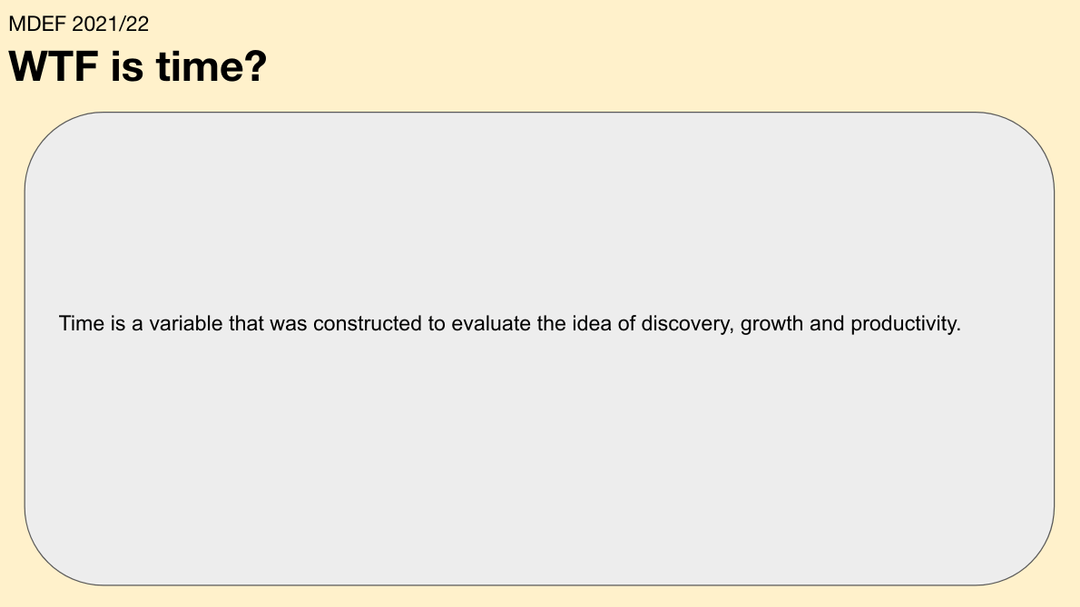 MDEF 2021/22
WTF is time?
Time is a variable that was constructed to evaluate the idea of discovery, growth and productivity.